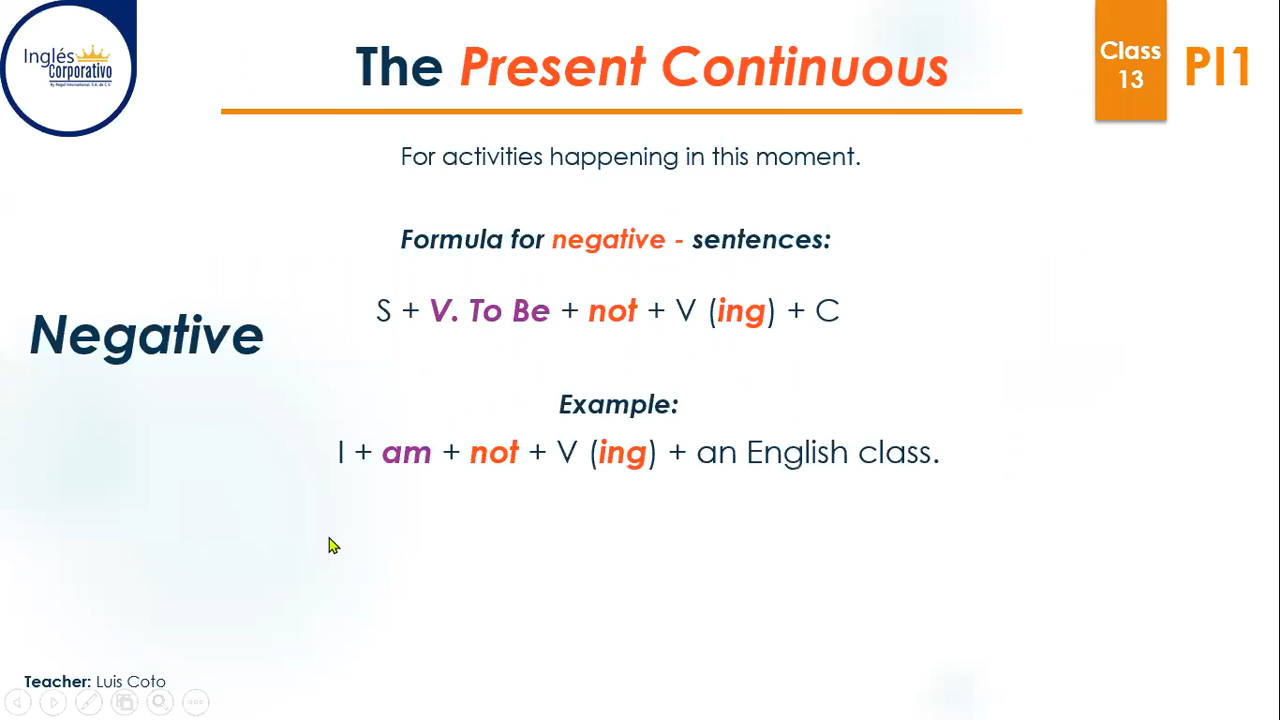 Inglés
Corporativo
By Regal International, S.A. de C.V.
The Present Continuous
Class
13
PI1
For activities happening in this moment.
Formula for negative - sentences:
Negative
S + V. To Be + not + V (ing) + C
Example:
I + am + not + V (ing) + an English class.
Teacher: Luis Coto